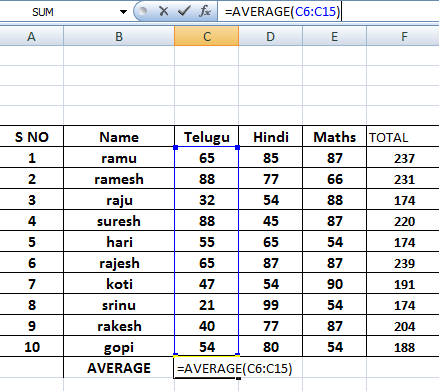 SUM =AVERAGE(C6:C15)
A B C D E F
S NO Name Telugu Hindi Maths TOTAL
1 ramu 65 85 87 237
2 ramesh 88 77 66 231
3 raju 32 54 88 174
4 suresh 88 45 87 220
5 hari 55 65 54 174
6 rajesh 65 87 87 239
7 koti 47 54 90 191
8 srinu 21 99 54 174
9 rakesh 40 77 87 204
10 gopi 54 80 54 188
AVERAGE =AVERAGE(C6:C15)